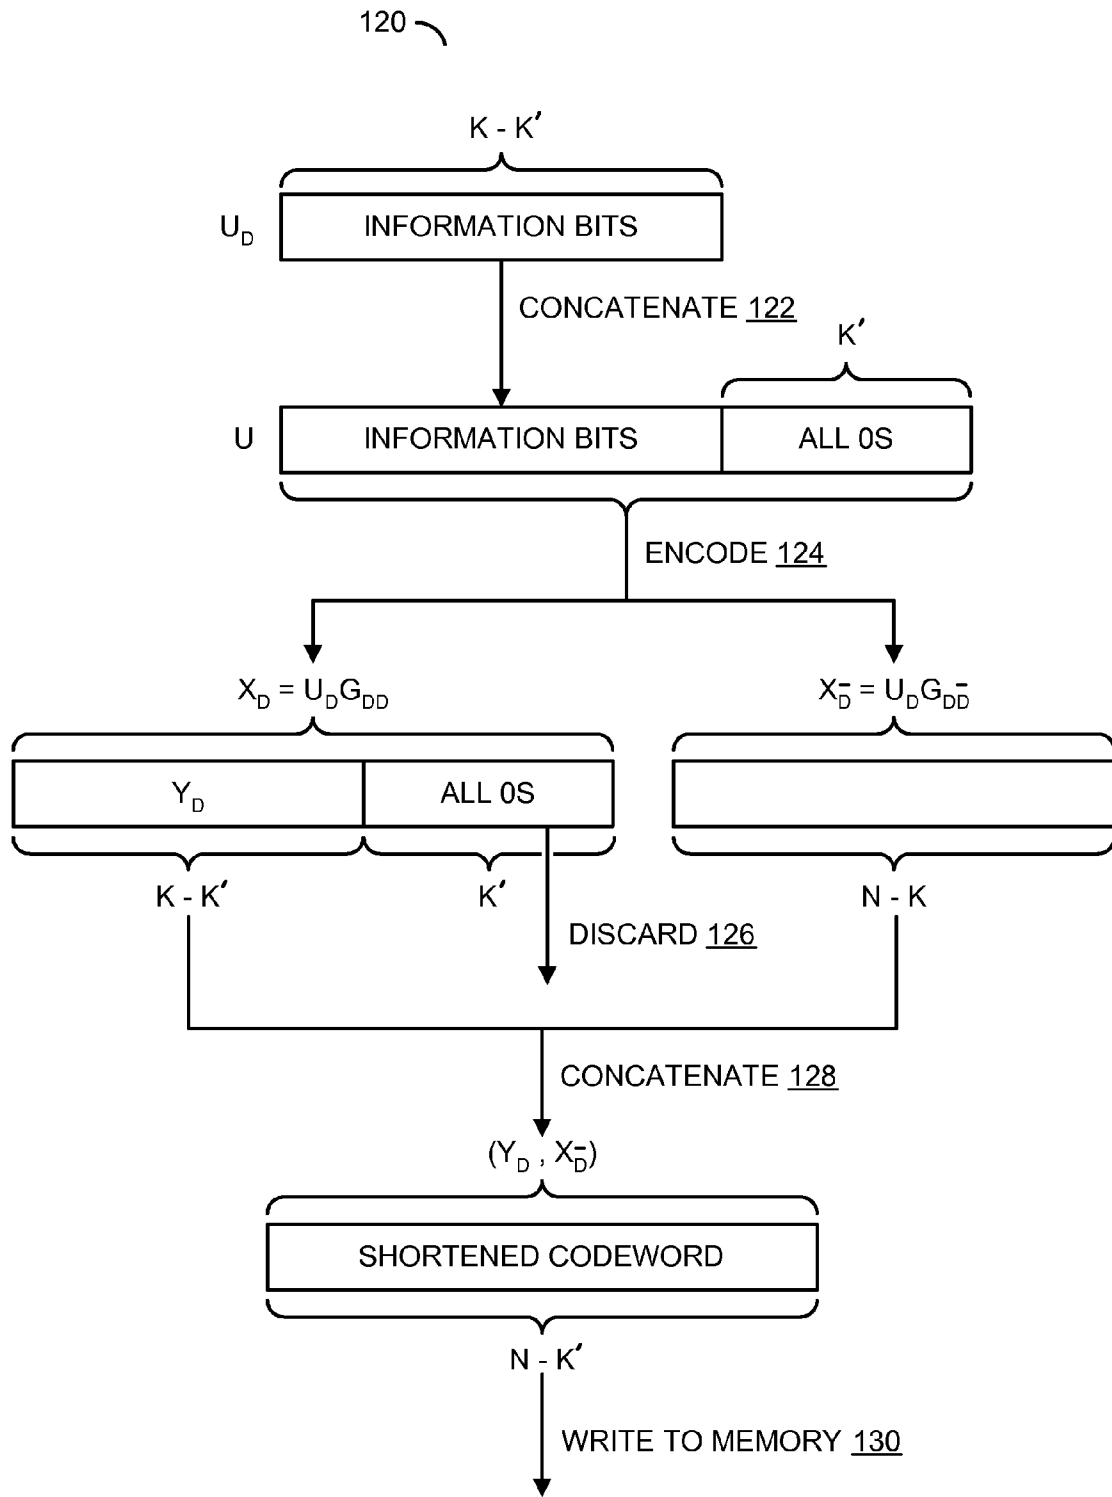 120
K - K′
U_D INFORMATION BITS
CONCATENATE 122
K′
U INFORMATION BITS ALL 0S
ENCODE 124
X_D = U_DG_DD X_D̅ = U_DG_DD̅
Y_D ALL 0S
K - K′ K′ N - K
DISCARD 126
CONCATENATE 128
(Y_D , X_D̅)
SHORTENED CODEWORD
N - K′
WRITE TO MEMORY 130